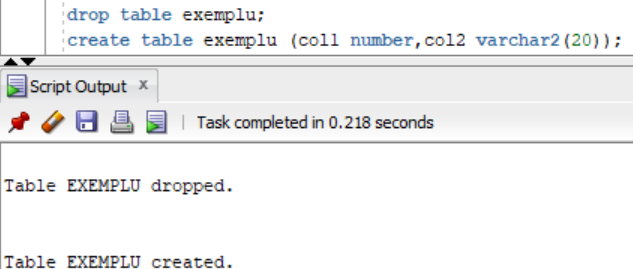 drop table exemplu;
create table exemplu (col1 number,col2 varchar2(20));
Script Output x
Task completed in 0.218 seconds
Table EXEMPLU dropped.
Table EXEMPLU created.